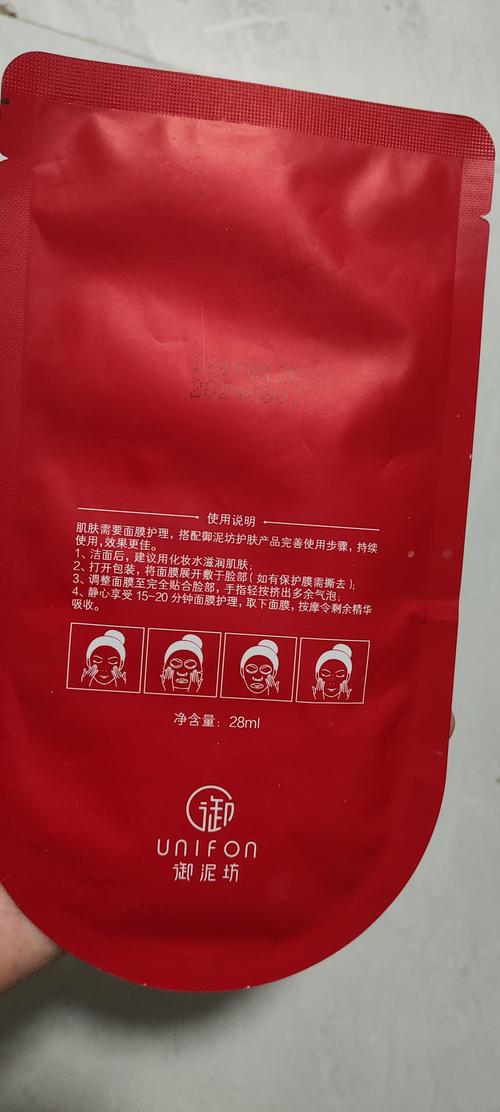 使用说明
肌肤需要面膜护理，搭配御泥坊护肤产品完善使用步骤，持续
使用，效果更佳。
1、洁面后，建议用化妆水滋润肌肤；
2、打开包装，将面膜展开敷于脸部（如有保护膜需撕去）；
3、调整面膜至完全贴合脸部，手指轻按挤出多余气泡；
4、静心享受 15-20 分钟面膜护理，取下面膜，按摩令剩余精华
吸收。
净含量：28ml
御
UNIFON
御泥坊